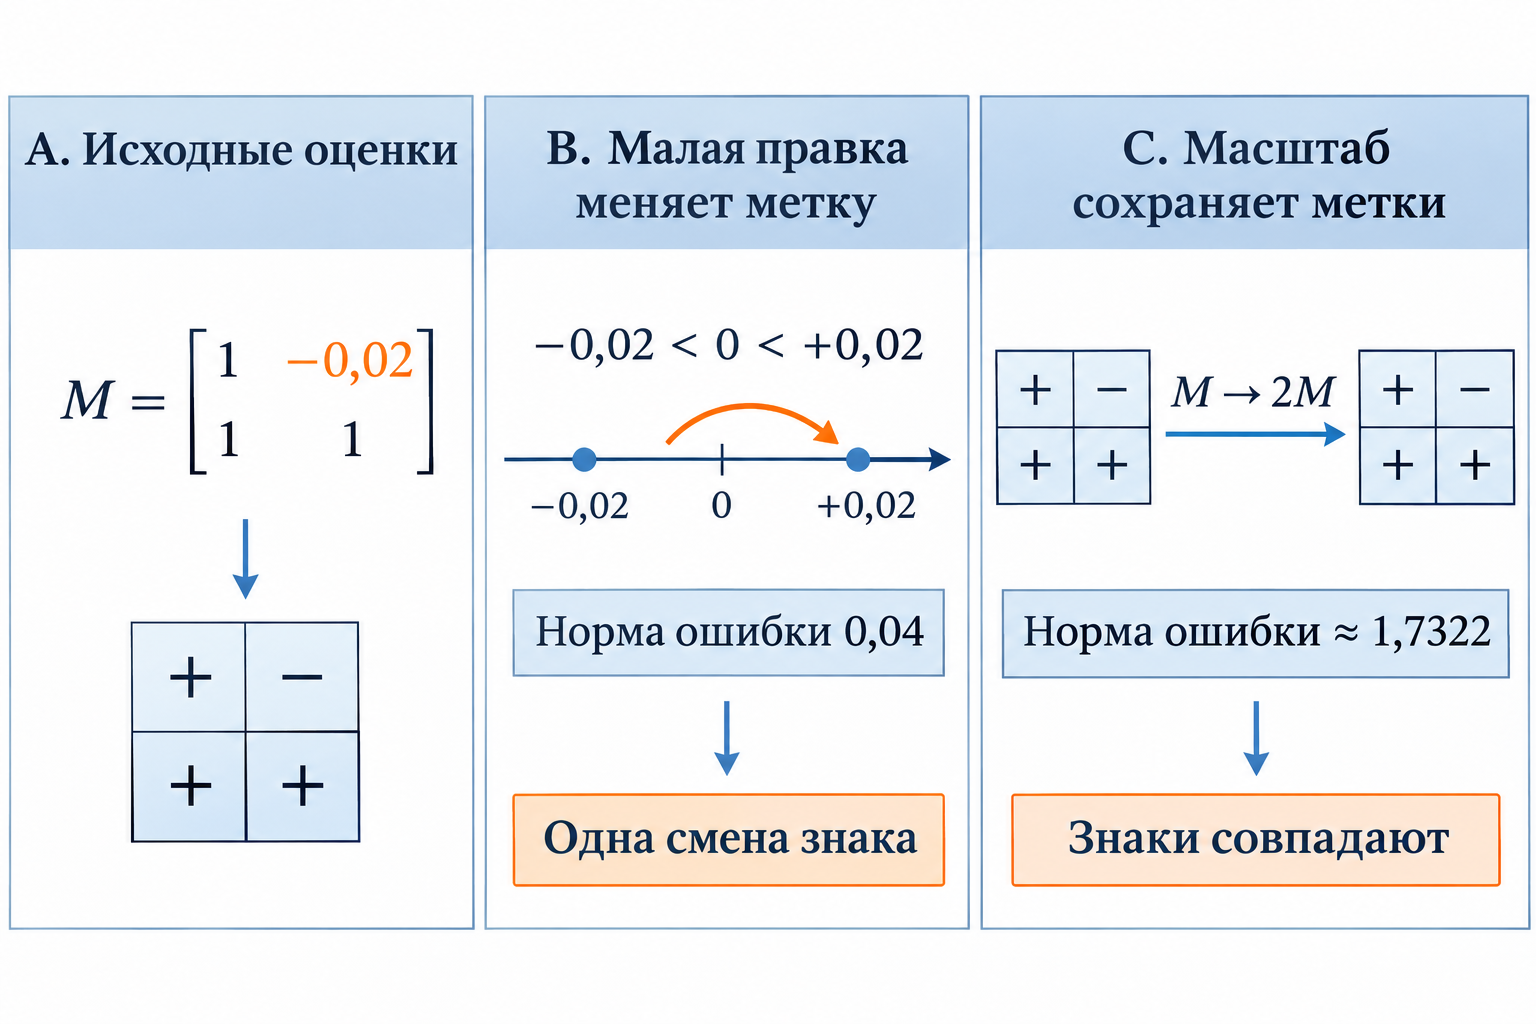 A. Исходные оценки
M = [ 1 −0,02
1 1 ]
+ −
+ +
B. Малая правка
меняет метку
−0,02 < 0 < +0,02
−0,02 0 +0,02
Норма ошибки 0,04
Одна смена знака
C. Масштаб
сохраняет метки
+ − M → 2M + −
+ + + +
Норма ошибки ≈ 1,7322
Знаки совпадают